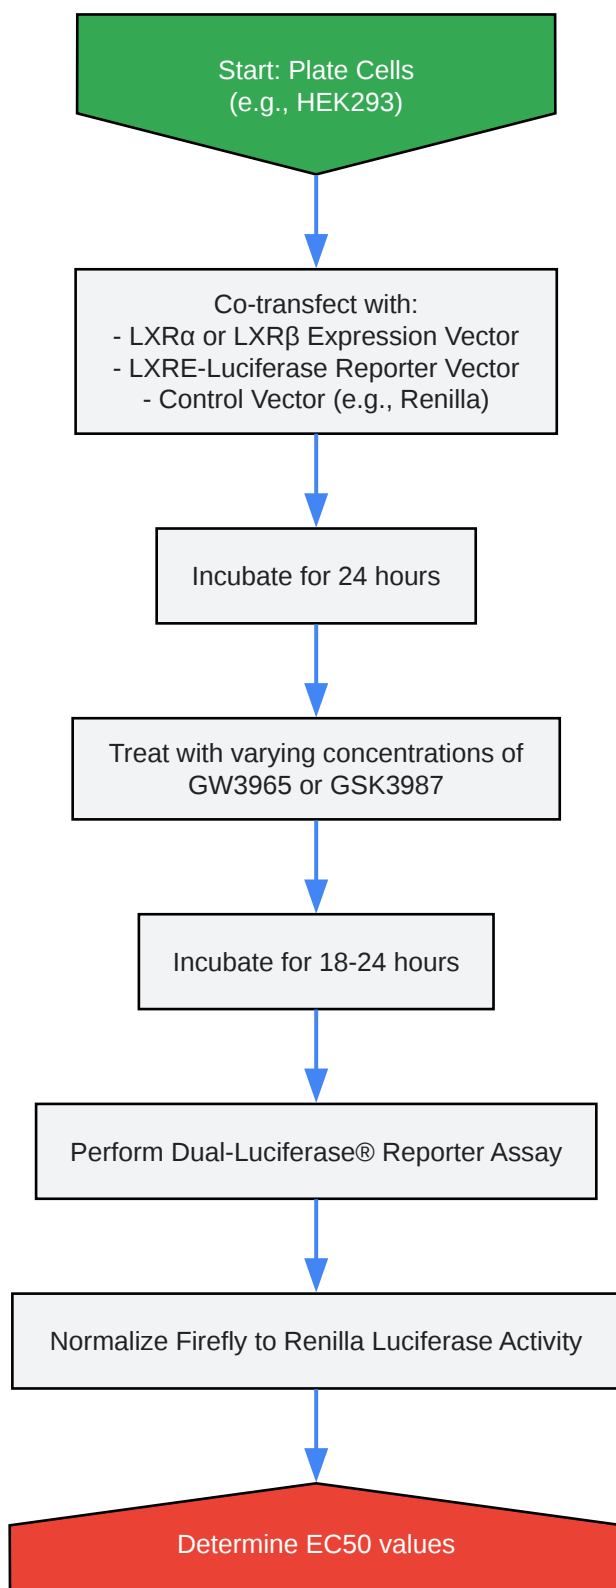 Start: Plate Cells
(e.g., HEK293)
Co-transfect with:
- LXRα or LXRβ Expression Vector
- LXRE-Luciferase Reporter Vector
- Control Vector (e.g., Renilla)
Incubate for 24 hours
Treat with varying concentrations of
GW3965 or GSK3987
Incubate for 18-24 hours
Perform Dual-Luciferase® Reporter Assay
Normalize Firefly to Renilla Luciferase Activity
Determine EC50 values